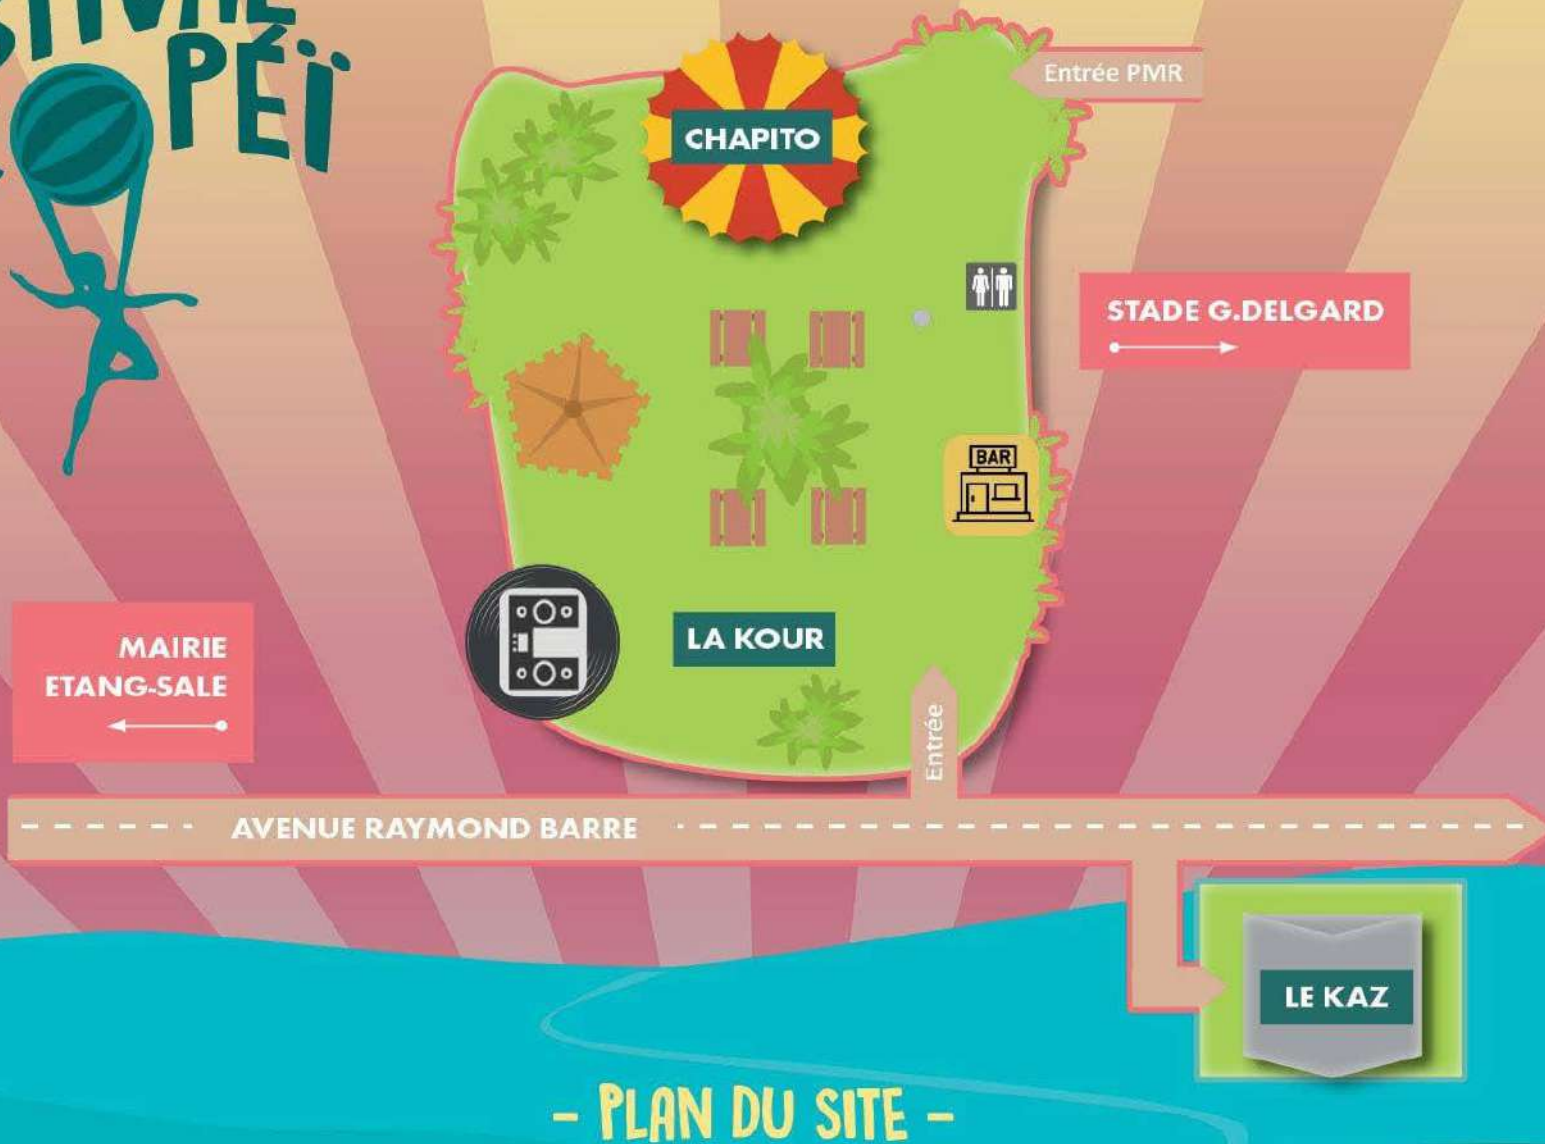 PÉÏ
Entrée PMR
CHAPITO
STADE G.DELGARD
BAR
MAIRIE
ETANG-SALE
LA KOUR
Entrée
AVENUE RAYMOND BARRE
LE KAZ
- PLAN DU SITE -